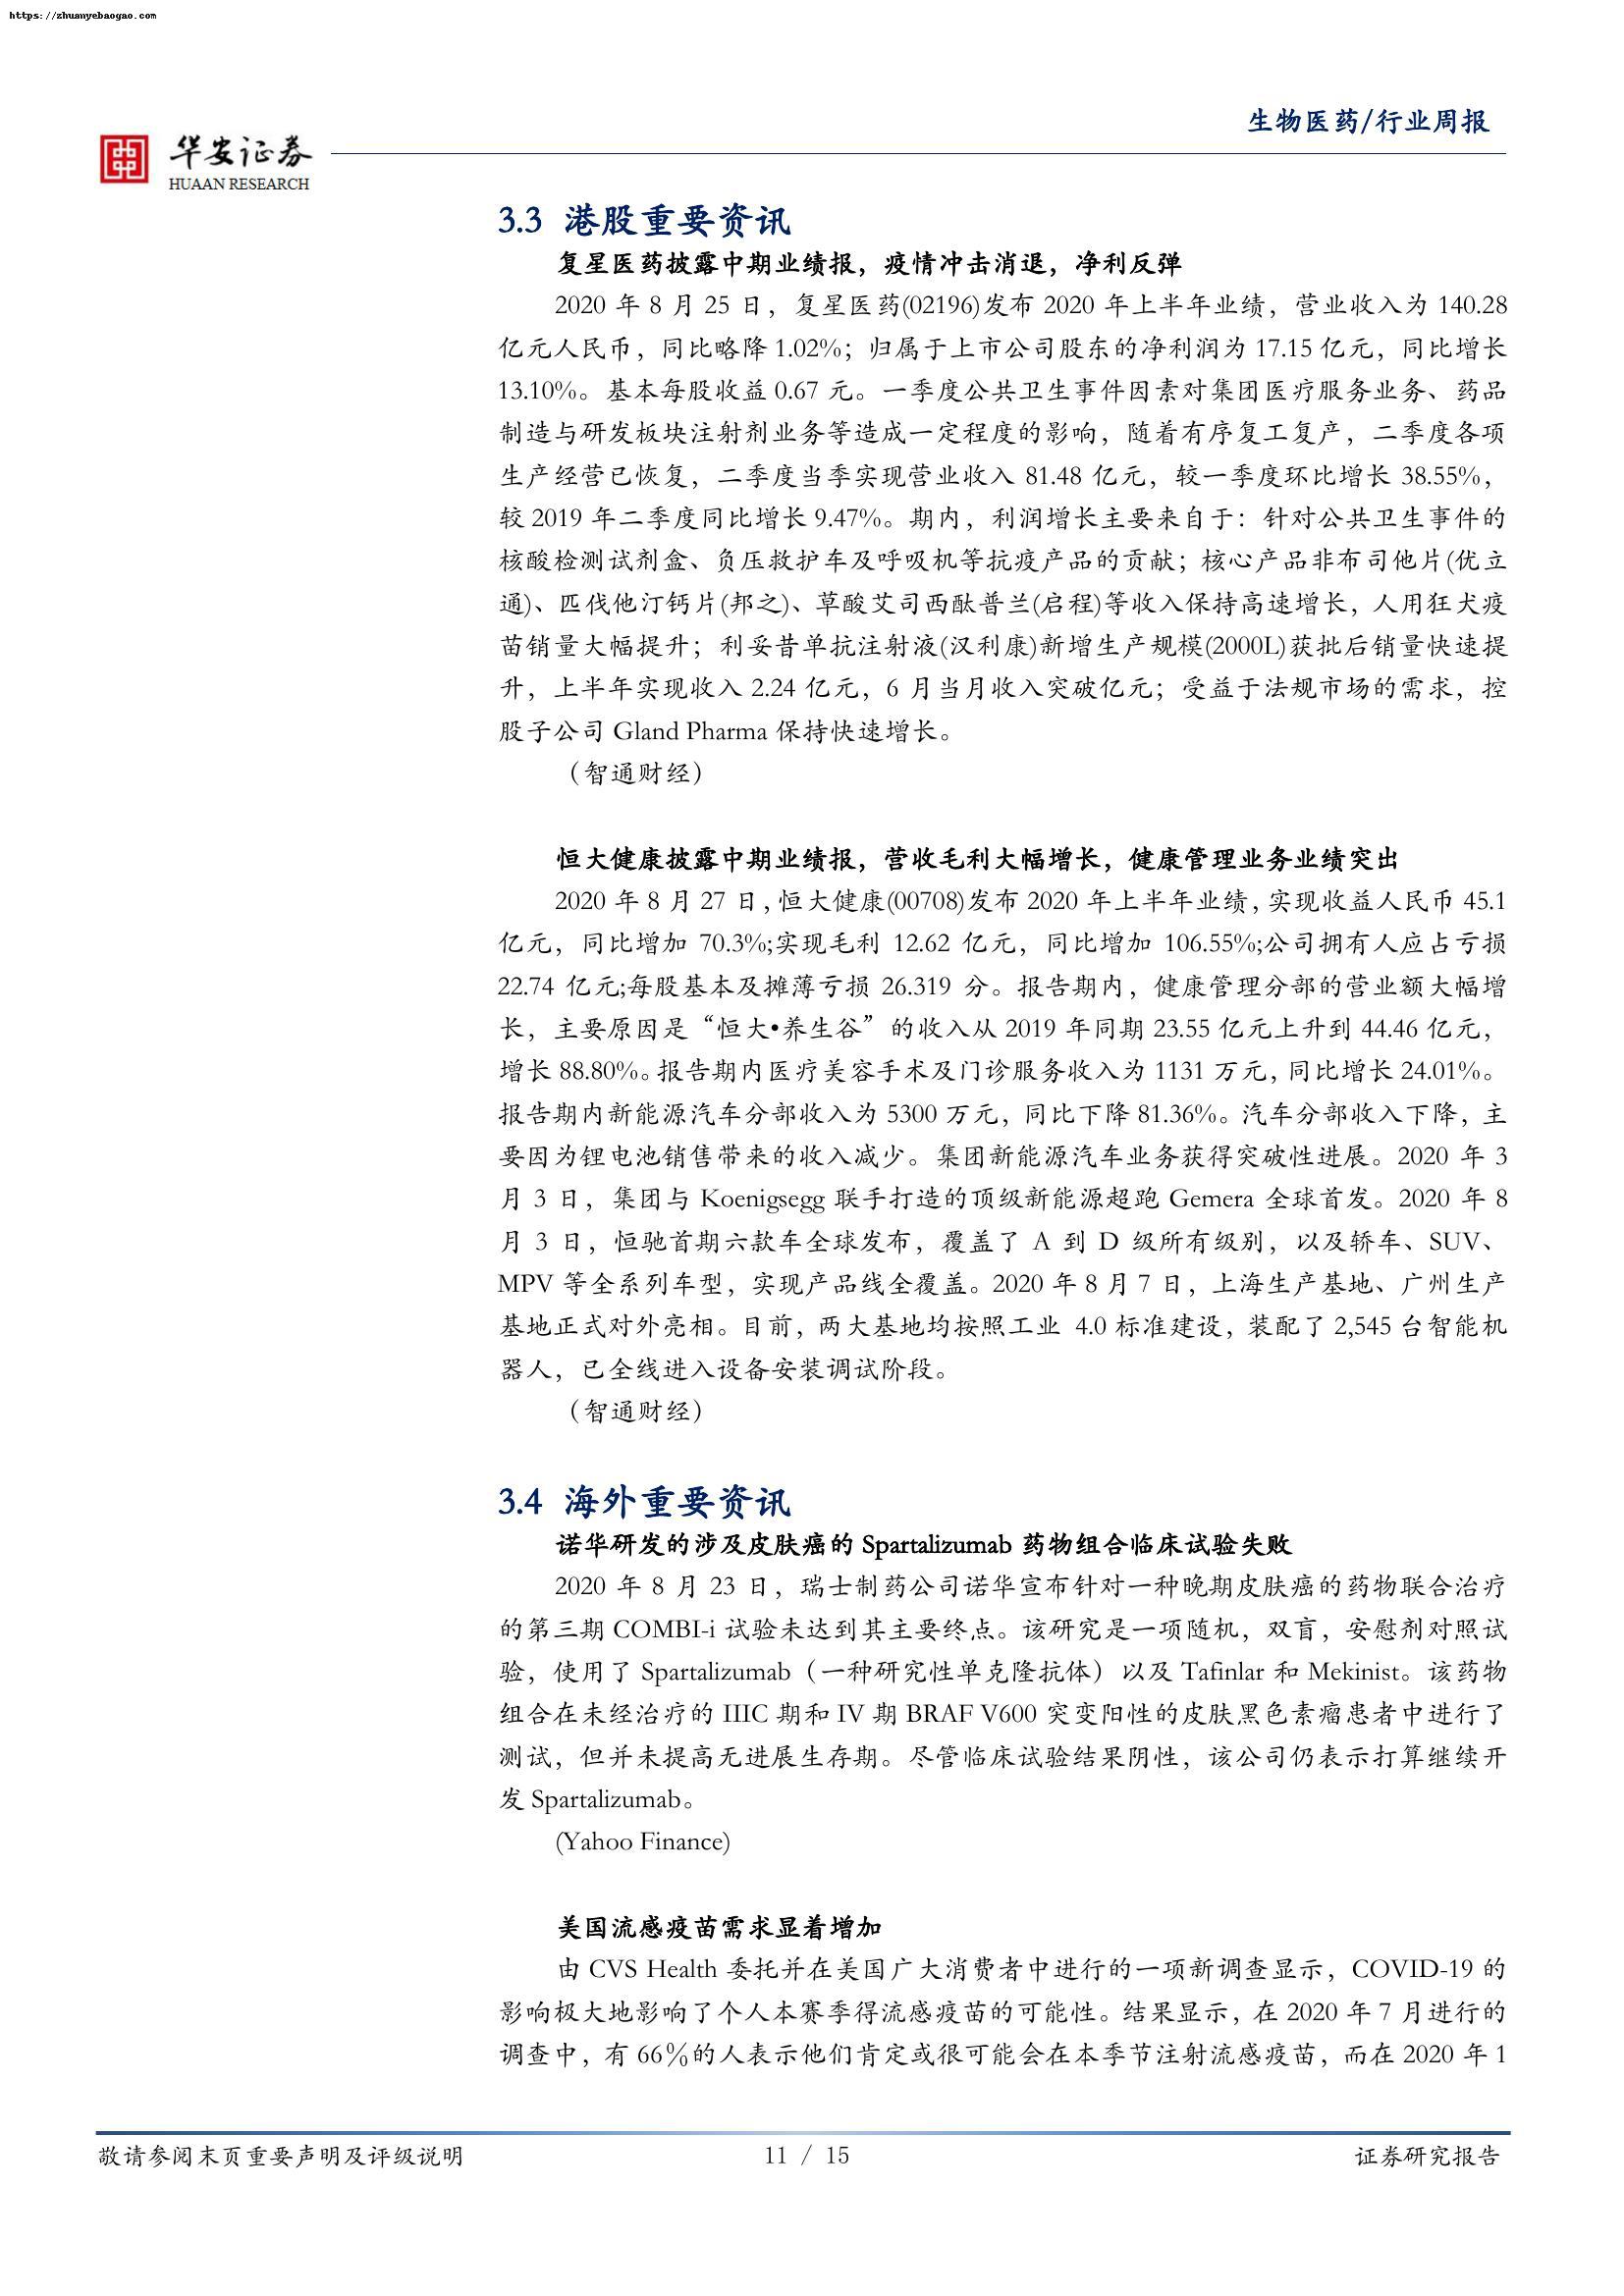 https://zhuanyebaogao.com
生物医药/行业周报
华安证券
HUAAN RESEARCH
3.3 港股重要资讯
复星医药披露中期业绩报，疫情冲击消退，净利反弹
2020 年 8 月 25 日，复星医药(02196)发布 2020 年上半年业绩，营业收入为 140.28
亿元人民币，同比略降 1.02%；归属于上市公司股东的净利润为 17.15 亿元，同比增长
13.10%。基本每股收益 0.67 元。一季度公共卫生事件因素对集团医疗服务业务、药品
制造与研发板块注射剂业务等造成一定程度的影响，随着有序复工复产，二季度各项
生产经营已恢复，二季度当季实现营业收入 81.48 亿元，较一季度环比增长 38.55%，
较 2019 年二季度同比增长 9.47%。期内，利润增长主要来自于：针对公共卫生事件的
核酸检测试剂盒、负压救护车及呼吸机等抗疫产品的贡献；核心产品非布司他片(优立
通)、匹伐他汀钙片(邦之)、草酸艾司西酞普兰(启程)等收入保持高速增长，人用狂犬疫
苗销量大幅提升；利妥昔单抗注射液(汉利康)新增生产规模(2000L)获批后销量快速提
升，上半年实现收入 2.24 亿元，6 月当月收入突破亿元；受益于法规市场的需求，控
股子公司 Gland Pharma 保持快速增长。
（智通财经）
恒大健康披露中期业绩报，营收毛利大幅增长，健康管理业务业绩突出
2020 年 8 月 27 日，恒大健康(00708)发布 2020 年上半年业绩，实现收益人民币 45.1
亿元，同比增加 70.3%;实现毛利 12.62 亿元，同比增加 106.55%;公司拥有人应占亏损
22.74 亿元;每股基本及摊薄亏损 26.319 分。报告期内，健康管理分部的营业额大幅增
长，主要原因是“恒大•养生谷”的收入从 2019 年同期 23.55 亿元上升到 44.46 亿元，
增长 88.80%。报告期内医疗美容手术及门诊服务收入为 1131 万元，同比增长 24.01%。
报告期内新能源汽车分部收入为 5300 万元，同比下降 81.36%。汽车分部收入下降，主
要因为锂电池销售带来的收入减少。集团新能源汽车业务获得突破性进展。2020 年 3
月 3 日，集团与 Koenigsegg 联手打造的顶级新能源超跑 Gemera 全球首发。2020 年 8
月 3 日，恒驰首期六款车全球发布，覆盖了 A 到 D 级所有级别，以及轿车、SUV、
MPV 等全系列车型，实现产品线全覆盖。2020 年 8 月 7 日，上海生产基地、广州生产
基地正式对外亮相。目前，两大基地均按照工业 4.0 标准建设，装配了 2,545 台智能机
器人，已全线进入设备安装调试阶段。
（智通财经）
3.4 海外重要资讯
诺华研发的涉及皮肤癌的 Spartalizumab 药物组合临床试验失败
2020 年 8 月 23 日，瑞士制药公司诺华宣布针对一种晚期皮肤癌的药物联合治疗
的第三期 COMBI-i 试验未达到其主要终点。该研究是一项随机，双盲，安慰剂对照试
验，使用了 Spartalizumab（一种研究性单克隆抗体）以及 Tafinlar 和 Mekinist。该药物
组合在未经治疗的 IIIC 期和 IV 期 BRAF V600 突变阳性的皮肤黑色素瘤患者中进行了
测试，但并未提高无进展生存期。尽管临床试验结果阴性，该公司仍表示打算继续开
发 Spartalizumab。
(Yahoo Finance)
美国流感疫苗需求显着增加
由 CVS Health 委托并在美国广大消费者中进行的一项新调查显示，COVID-19 的
影响极大地影响了个人本赛季得流感疫苗的可能性。结果显示，在 2020 年 7 月进行的
调查中，有 66％的人表示他们肯定或很可能会在本季节注射流感疫苗，而在 2020 年 1
敬请参阅末页重要声明及评级说明
11 / 15
证券研究报告